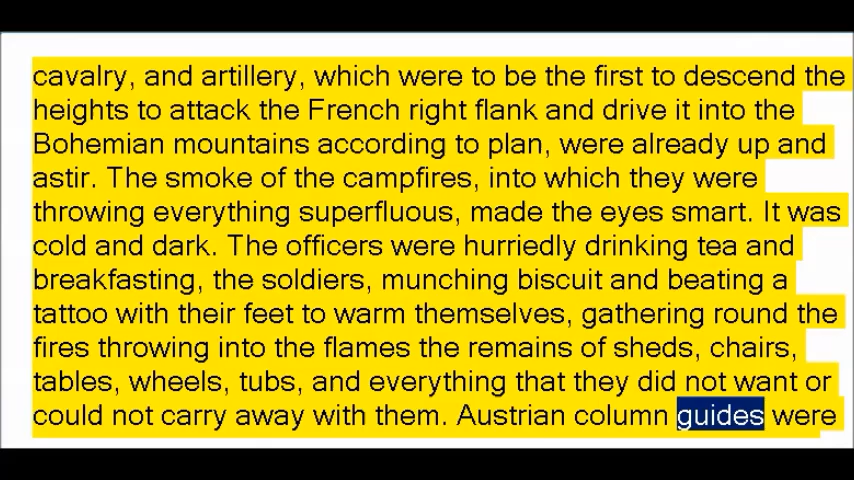 cavalry, and artillery, which were to be the first to descend the
heights to attack the French right flank and drive it into the
Bohemian mountains according to plan, were already up and
astir. The smoke of the campfires, into which they were
throwing everything superfluous, made the eyes smart. It was
cold and dark. The officers were hurriedly drinking tea and
breakfasting, the soldiers, munching biscuit and beating a
tattoo with their feet to warm themselves, gathering round the
fires throwing into the flames the remains of sheds, chairs,
tables, wheels, tubs, and everything that they did not want or
could not carry away with them. Austrian column guides were